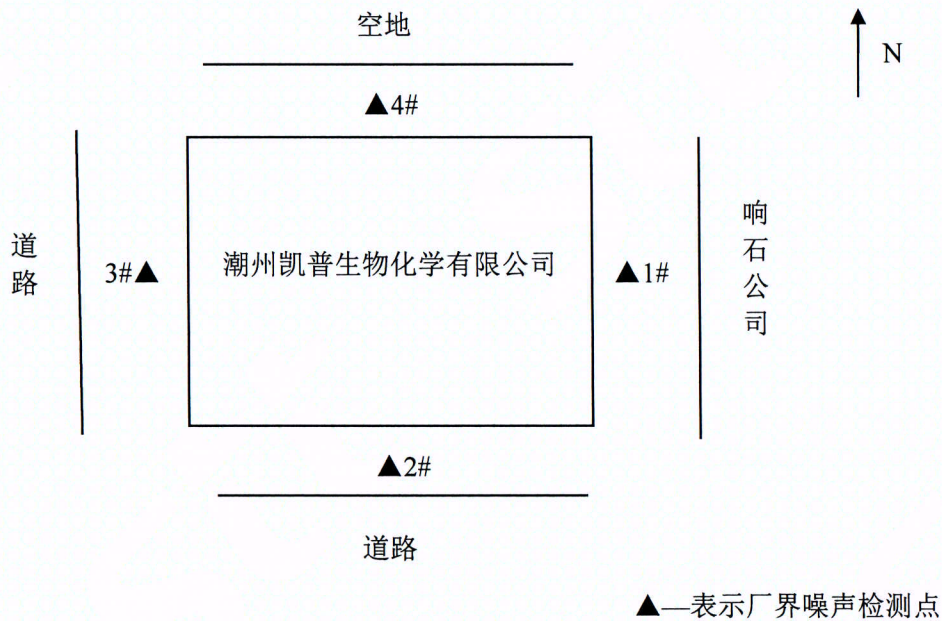 空地
N
▲4#
道路
3#▲
潮州凯普生物化学有限公司
▲1#
响石公司
▲2#
道路
▲—表示厂界噪声检测点